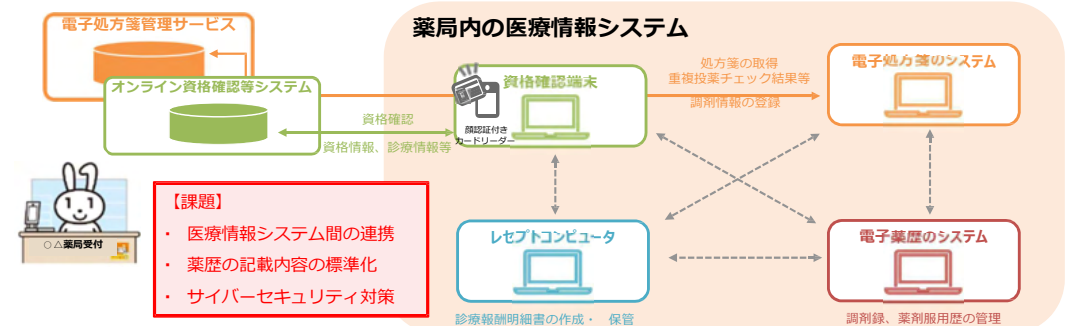 薬局内の医療情報システム
電子処方箋管理サービス
オンライン資格確認等システム
資格確認
資格情報、診療情報等
資格確認端末
顔認証付き
カードリーダー
処方箋の取得
重複投薬チェック結果等
調剤情報の登録
電子処方箋のシステム
○△薬局受付
【課題】
・ 医療情報システム間の連携
・ 薬歴の記載内容の標準化
・ サイバーセキュリティ対策
レセプトコンピュータ
診療報酬明細書の作成・ 保管
電子薬歴のシステム
調剤録、薬剤服用歴の管理